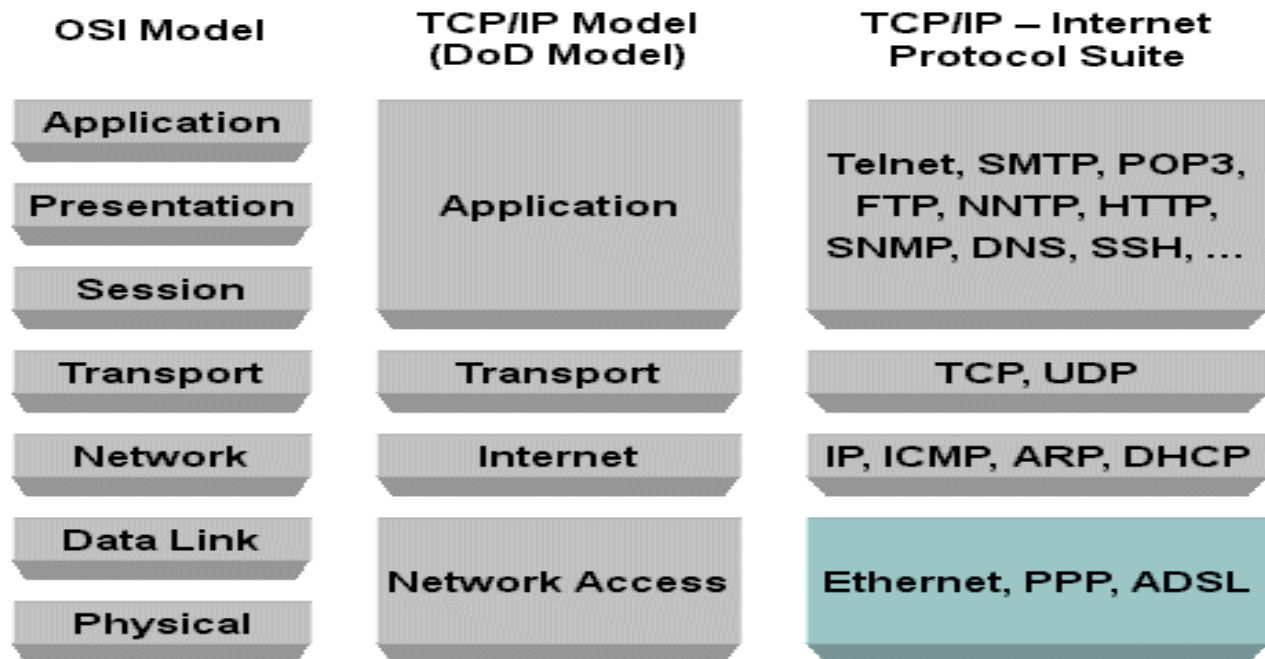 OSI Model
TCP/IP Model
(DoD Model)
TCP/IP – Internet
Protocol Suite
Application
Presentation
Session
Transport
Network
Data Link
Physical
Application
Transport
Internet
Network Access
Telnet, SMTP, POP3,
FTP, NNTP, HTTP,
SNMP, DNS, SSH, ...
TCP, UDP
IP, ICMP, ARP, DHCP
Ethernet, PPP, ADSL